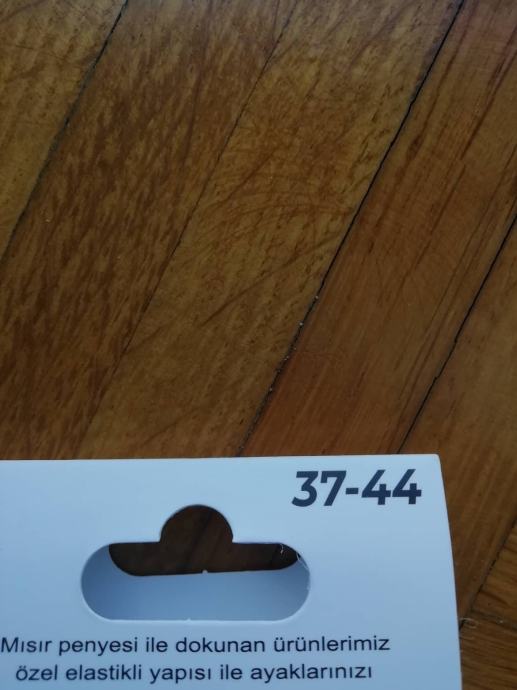 37-44
Mısır penyesi ile dokunan ürünlerimiz
özel elastikli yapısı ile ayaklarınızı